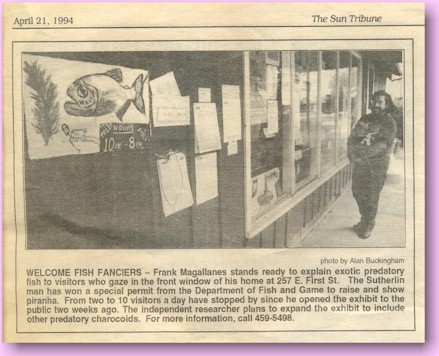 April 21, 1994
The Sun Tribune
HOURS
10AM - 8PM
photo by Alan Buckingham
WELCOME FISH FANCIERS – Frank Magallanes stands ready to explain exotic predatory
fish to visitors who gaze in the front window of his home at 257 E. First St. The Sutherlin
man has won a special permit from the Department of Fish and Game to raise and show
piranha. From two to 10 visitors a day have stopped by since he opened the exhibit to the
public two weeks ago. The independent researcher plans to expand the exhibit to include
other predatory charocoids. For more information, call 459-5498.